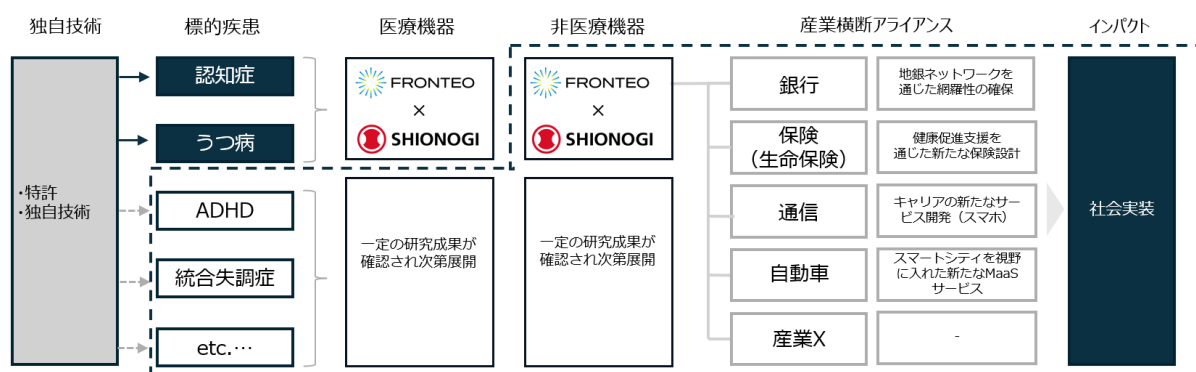 独自技術
標的疾患
医療機器
非医療機器
産業横断アライアンス
インパクト
・特許
・独自技術
認知症
うつ病
ADHD
統合失調症
etc.…
FRONTEO
×
SHIONOGI
一定の研究成果が
確認され次第展開
FRONTEO
×
SHIONOGI
一定の研究成果が
確認され次第展開
銀行
地銀ネットワークを
通じた網羅性の確保
保険
（生命保険）
健康促進支援を
通じた新たな保険設計
通信
キャリアの新たなサー
ビス開発（スマホ）
自動車
スマートシティを視野
に入れた新たなMaaS
サービス
産業X
-
社会実装